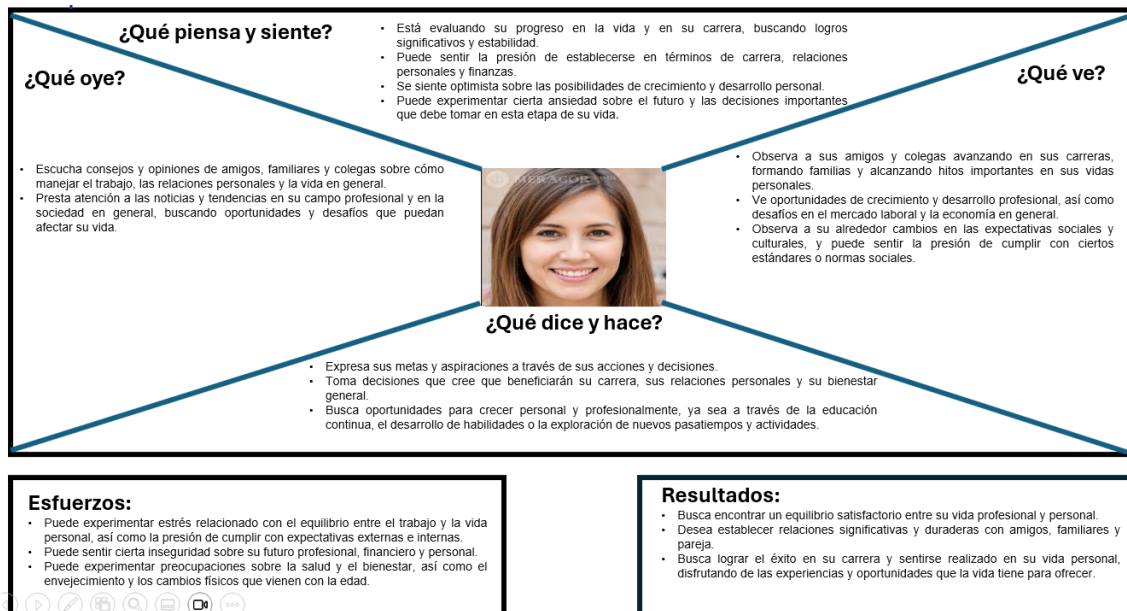 ¿Qué piensa y siente?
• Está evaluando su progreso en la vida y en su carrera, buscando logros
significativos y estabilidad.
• Puede sentir la presión de establecerse en términos de carrera, relaciones
personales y finanzas.
• Se siente optimista sobre las posibilidades de crecimiento y desarrollo personal.
• Puede experimentar cierta ansiedad sobre el futuro y las decisiones importantes
que debe tomar en esta etapa de su vida.
¿Qué oye?
• Escucha consejos y opiniones de amigos, familiares y colegas sobre cómo
manejar el trabajo, las relaciones personales y la vida en general.
• Presta atención a las noticias y tendencias en su campo profesional y en la
sociedad en general, buscando oportunidades y desafíos que puedan
afectar su vida.
¿Qué ve?
• Observa a sus amigos y colegas avanzando en sus carreras,
formando familias y alcanzando hitos importantes en sus vidas
personales.
• Ve oportunidades de crecimiento y desarrollo profesional, así como
desafíos en el mercado laboral y la economía en general.
• Observa a su alrededor cambios en las expectativas sociales y
culturales, y puede sentir la presión de cumplir con ciertos
estándares o normas sociales.
MERAGOR
¿Qué dice y hace?
• Expresa sus metas y aspiraciones a través de sus acciones y decisiones.
• Toma decisiones que cree que beneficiarán su carrera, sus relaciones personales y su bienestar
general.
• Busca oportunidades para crecer personal y profesionalmente, ya sea a través de la educación
continua, el desarrollo de habilidades o la exploración de nuevos pasatiempos y actividades.
Esfuerzos:
• Puede experimentar estrés relacionado con el equilibrio entre el trabajo y la vida
personal, así como la presión de cumplir con expectativas externas e internas.
• Puede sentir cierta inseguridad sobre su futuro profesional, financiero y personal.
• Puede experimentar preocupaciones sobre la salud y el bienestar, así como el
envejecimiento y los cambios físicos que vienen con la edad.
Resultados:
• Busca encontrar un equilibrio satisfactorio entre su vida profesional y personal.
• Desea establecer relaciones significativas y duraderas con amigos, familiares y
pareja.
• Busca lograr el éxito en su carrera y sentirse realizado en su vida personal,
disfrutando de las experiencias y oportunidades que la vida tiene para ofrecer.